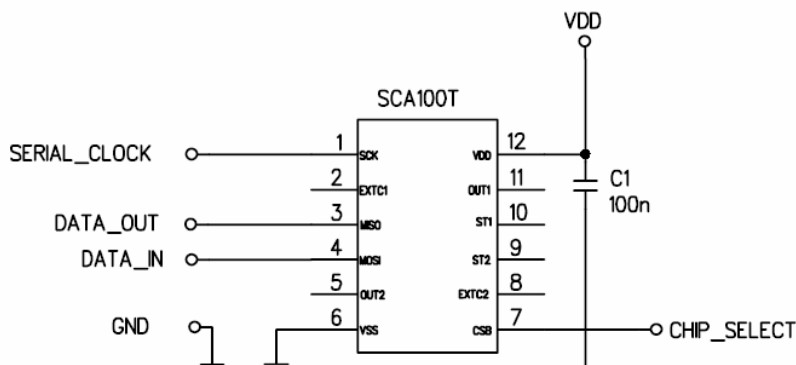 VDD
SCA100T
SERIAL_CLOCK
1
SCK
VDD
12
2
EXTC1
OUT1
11
C1
100n
DATA_OUT
3
MISO
ST1
10
DATA_IN
4
MOSI
ST2
9
5
OUT2
EXTC2
8
GND
6
VSS
CSB
7
CHIP_SELECT